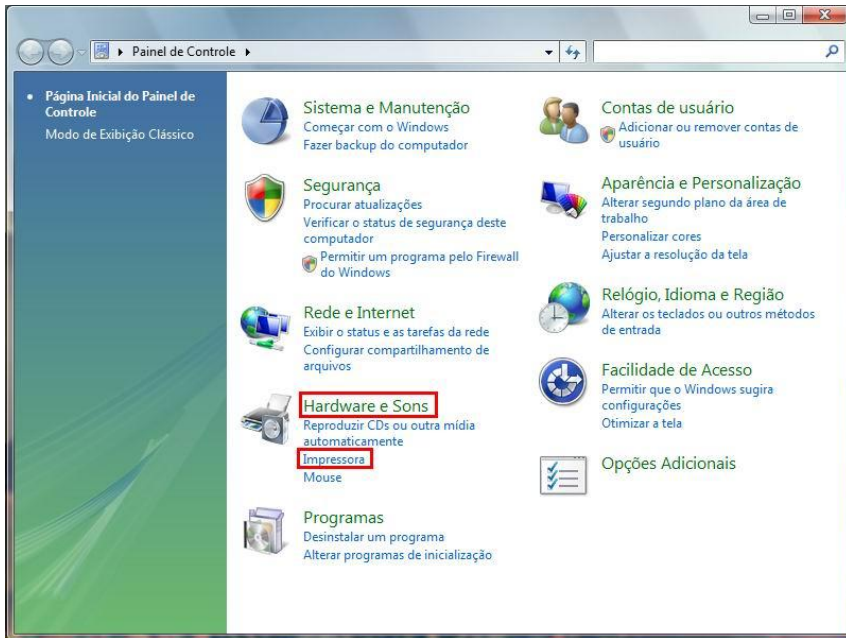 Painel de Controle
Página Inicial do Painel de
Controle
Modo de Exibição Clássico
Sistema e Manutenção
Começar com o Windows
Fazer backup do computador
Segurança
Procurar atualizações
Verificar o status de segurança deste
computador
Permitir um programa pelo Firewall
do Windows
Rede e Internet
Exibir o status e as tarefas da rede
Configurar compartilhamento de
arquivos
Hardware e Sons
Reproduzir CDs ou outra mídia
automaticamente
Impressora
Mouse
Programas
Desinstalar um programa
Alterar programas de inicialização
Contas de usuário
Adicionar ou remover contas de
usuário
Aparência e Personalização
Alterar segundo plano da área de
trabalho
Personalizar cores
Ajustar a resolução da tela
Relógio, Idioma e Região
Alterar os teclados ou outros métodos
de entrada
Facilidade de Acesso
Permitir que o Windows sugira
configurações
Otimizar a tela
Opções Adicionais